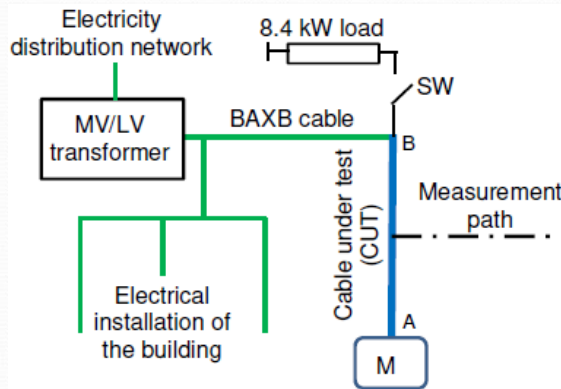 Electricity
distribution network
8.4 kW load
SW
MV/LV
transformer
BAXB cable
B
Cable under test
(CUT)
Measurement
path
Electrical
installation of
the building
A
M